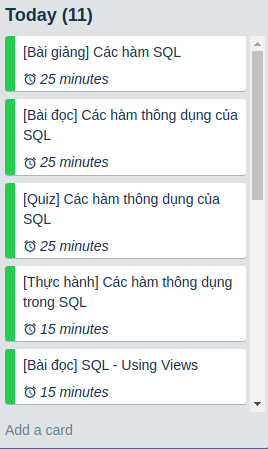 Today (11)
[Bài giảng] Các hàm SQL
25 minutes
[Bài đọc] Các hàm thông dụng của
SQL
25 minutes
[Quiz] Các hàm thông dụng của
SQL
25 minutes
[Thực hành] Các hàm thông dụng
trong SQL
15 minutes
[Bài đọc] SQL - Using Views
15 minutes
Add a card